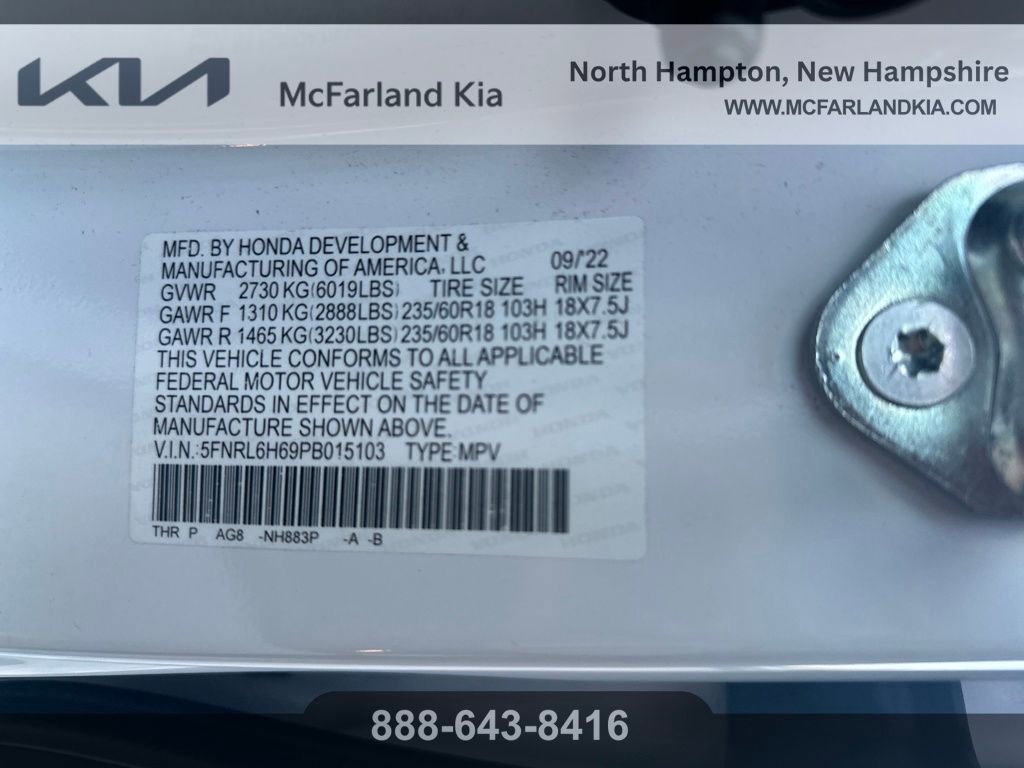 KIA
McFarland Kia
North Hampton, New Hampshire
WWW.MCFARLANDKIA.COM
MFD. BY HONDA DEVELOPMENT &
MANUFACTURING OF AMERICA, LLC 09/'22
GVWR 2730 KG(6019LBS) TIRE SIZE RIM SIZE
GAWR F 1310 KG(2888LBS) 235/60R18 103H 18X7.5J
GAWR R 1465 KG(3230LBS) 235/60R18 103H 18X7.5J
THIS VEHICLE CONFORMS TO ALL APPLICABLE
FEDERAL MOTOR VEHICLE SAFETY
STANDARDS IN EFFECT ON THE DATE OF
MANUFACTURE SHOWN ABOVE.
V.I.N.:5FNRL6H69PB015103 TYPE:MPV
THR P AG8 -NH883P -A -B
888-643-8416